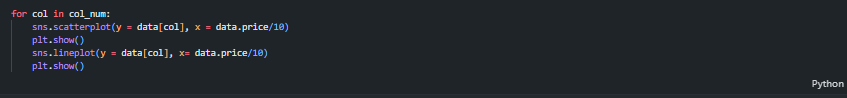 for col in col_num:
    sns.scatterplot(y = data[col], x = data.price/10)
    plt.show()
    sns.lineplot(y = data[col], x= data.price/10)
    plt.show()
Python